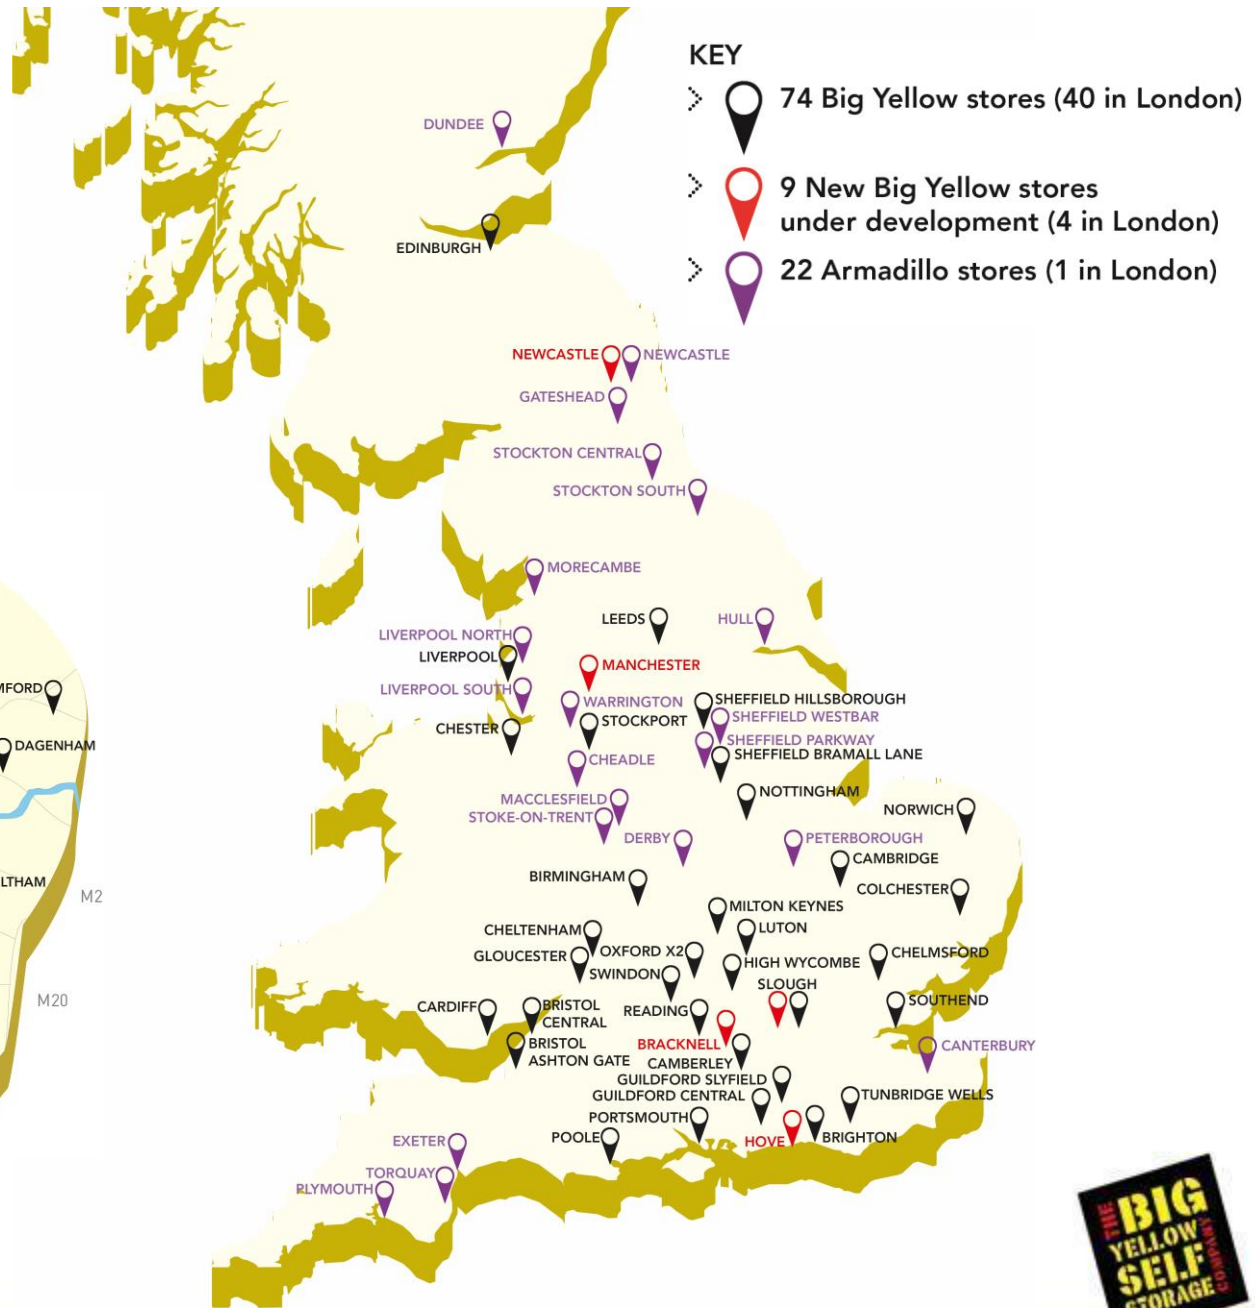 KEY
74 Big Yellow stores (40 in London)
9 New Big Yellow stores
under development (4 in London)
22 Armadillo stores (1 in London)
DUNDEE
EDINBURGH
NEWCASTLE
NEWCASTLE
GATESHEAD
STOCKTON CENTRAL
STOCKTON SOUTH
MORECAMBE
LEEDS
HULL
LIVERPOOL NORTH
LIVERPOOL
MANCHESTER
LIVERPOOL SOUTH
WARRINGTON
SHEFFIELD HILLSBOROUGH
SHEFFIELD WESTBAR
STOCKPORT
CHESTER
SHEFFIELD PARKWAY
SHEFFIELD BRAMALL LANE
CHEADLE
NOTTINGHAM
MACCLESFIELD
NORWICH
STOKE-ON-TRENT
DERBY
PETERBOROUGH
CAMBRIDGE
BIRMINGHAM
COLCHESTER
MILTON KEYNES
CHELTENHAM
LUTON
GLOUCESTER
OXFORD X2
CHELMSFORD
HIGH WYCOMBE
SWINDON
SLOUGH
SOUTHEND
CARDIFF
BRISTOL
CENTRAL
READING
BRISTOL
ASHTON GATE
BRACKNELL
CANTERBURY
CAMBERLEY
GUILDFORD SLYFIELD
GUILDFORD CENTRAL
TUNBRIDGE WELLS
PORTSMOUTH
POOLE
HOVE
BRIGHTON
EXETER
TORQUAY
PLYMOUTH
MFORD
DAGENHAM
LTHAM
M2
M20
THE
BIG
YELLOW
SELF
STORAGE
COMPANY